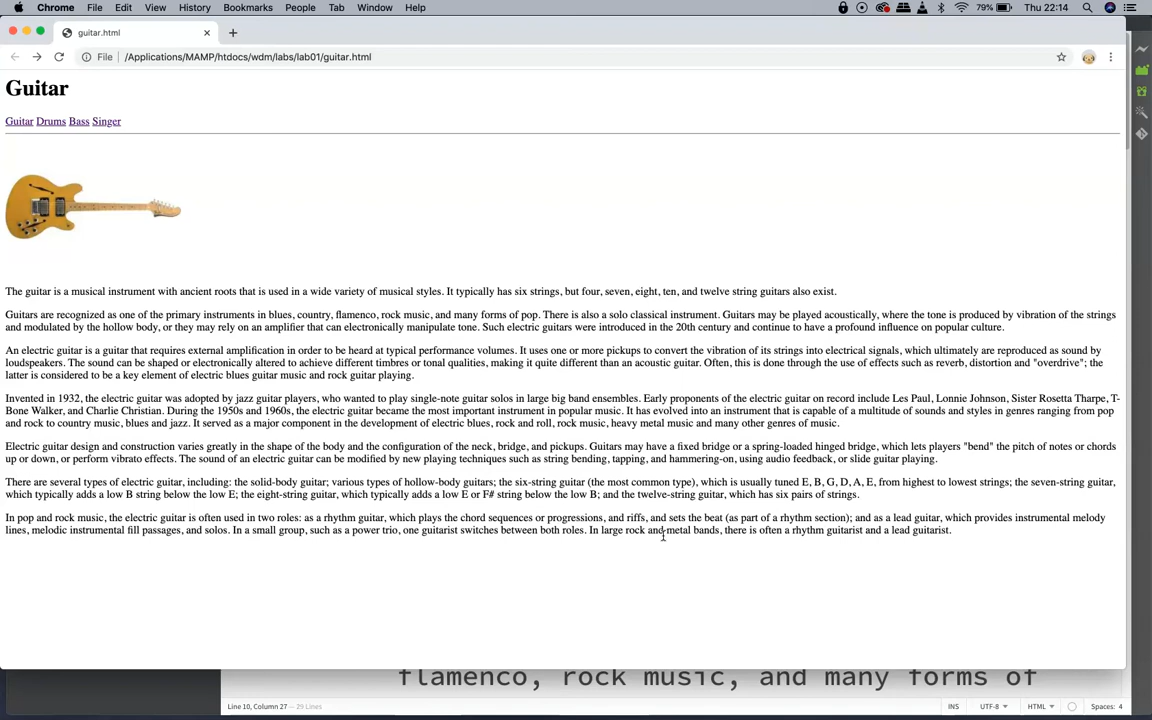 Chrome File Edit View History Bookmarks People Tab Window Help 79% Thu 22:14
guitar.html
File /Applications/MAMP/htdocs/wdm/labs/lab01/guitar.html
Guitar
Guitar Drums Bass Singer
The guitar is a musical instrument with ancient roots that is used in a wide variety of musical styles. It typically has six strings, but four, seven, eight, ten, and twelve string guitars also exist.
Guitars are recognized as one of the primary instruments in blues, country, flamenco, rock music, and many forms of pop. There is also a solo classical instrument. Guitars may be played acoustically, where the tone is produced by vibration of the strings
and modulated by the hollow body, or they may rely on an amplifier that can electronically manipulate tone. Such electric guitars were introduced in the 20th century and continue to have a profound influence on popular culture.
An electric guitar is a guitar that requires external amplification in order to be heard at typical performance volumes. It uses one or more pickups to convert the vibration of its strings into electrical signals, which ultimately are reproduced as sound by
loudspeakers. The sound can be shaped or electronically altered to achieve different timbres or tonal qualities, making it quite different than an acoustic guitar. Often, this is done through the use of effects such as reverb, distortion and "overdrive"; the
latter is considered to be a key element of electric blues guitar music and rock guitar playing.
Invented in 1932, the electric guitar was adopted by jazz guitar players, who wanted to play single-note guitar solos in large big band ensembles. Early proponents of the electric guitar on record include Les Paul, Lonnie Johnson, Sister Rosetta Tharpe, T-
Bone Walker, and Charlie Christian. During the 1950s and 1960s, the electric guitar became the most important instrument in popular music. It has evolved into an instrument that is capable of a multitude of sounds and styles in genres ranging from pop
and rock to country music, blues and jazz. It served as a major component in the development of electric blues, rock and roll, rock music, heavy metal music and many other genres of music.
Electric guitar design and construction varies greatly in the shape of the body and the configuration of the neck, bridge, and pickups. Guitars may have a fixed bridge or a spring-loaded hinged bridge, which lets players "bend" the pitch of notes or chords
up or down, or perform vibrato effects. The sound of an electric guitar can be modified by new playing techniques such as string bending, tapping, and hammering-on, using audio feedback, or slide guitar playing.
There are several types of electric guitar, including: the solid-body guitar; various types of hollow-body guitars; the six-string guitar (the most common type), which is usually tuned E, B, G, D, A, E, from highest to lowest strings; the seven-string guitar,
which typically adds a low B string below the low E; the eight-string guitar, which typically adds a low E or F# string below the low B; and the twelve-string guitar, which has six pairs of strings.
In pop and rock music, the electric guitar is often used in two roles: as a rhythm guitar, which plays the chord sequences or progressions, and riffs, and sets the beat (as part of a rhythm section); and as a lead guitar, which provides instrumental melody
lines, melodic instrumental fill passages, and solos. In a small group, such as a power trio, one guitarist switches between both roles. In large rock and metal bands, there is often a rhythm guitarist and a lead guitarist.
flamenco, rock music, and many forms of
Line 10, Column 27 — 29 Lines INS UTF-8 HTML Spaces: 4